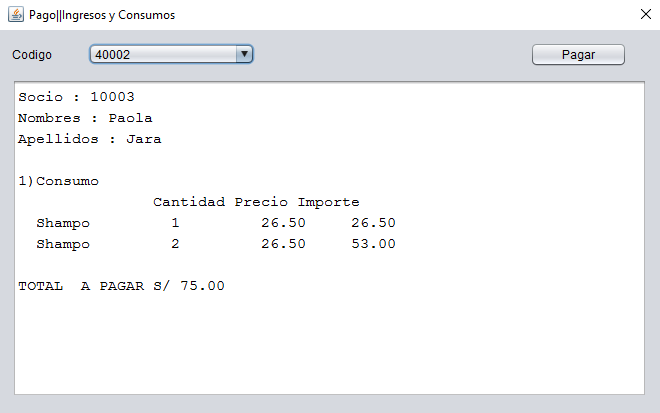 Pago||Ingresos y Consumos
Codigo 40002 Pagar
Socio : 10003
Nombres : Paola
Apellidos : Jara
1)Consumo
Cantidad Precio Importe
Shampo 1 26.50 26.50
Shampo 2 26.50 53.00
TOTAL A PAGAR S/ 75.00